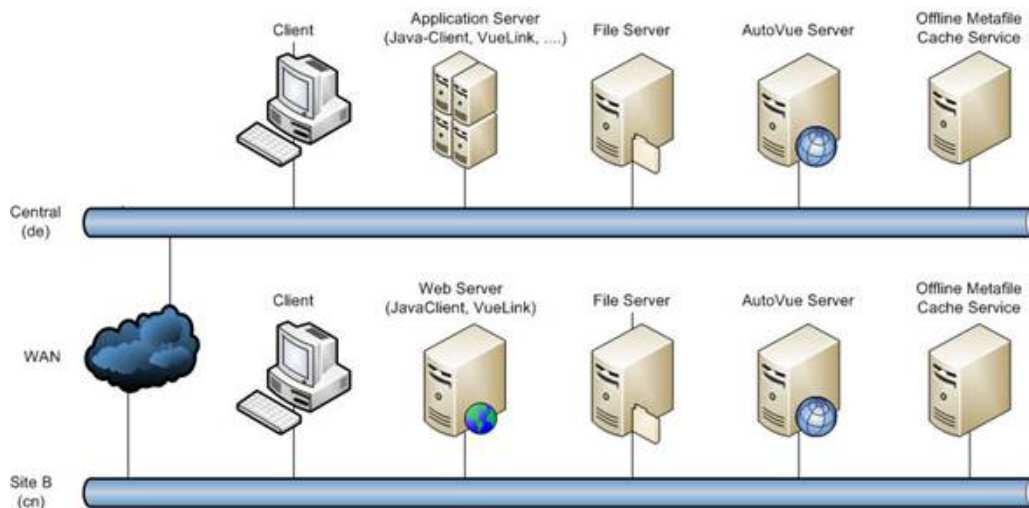 Client
Application Server
(Java-Client, VueLink, ....)
File Server
AutoVue Server
Offline Metafile
Cache Service
Central
(de)
Client
Web Server
(JavaClient, VueLink)
File Server
AutoVue Server
Offline Metafile
Cache Service
WAN
Site B
(cn)